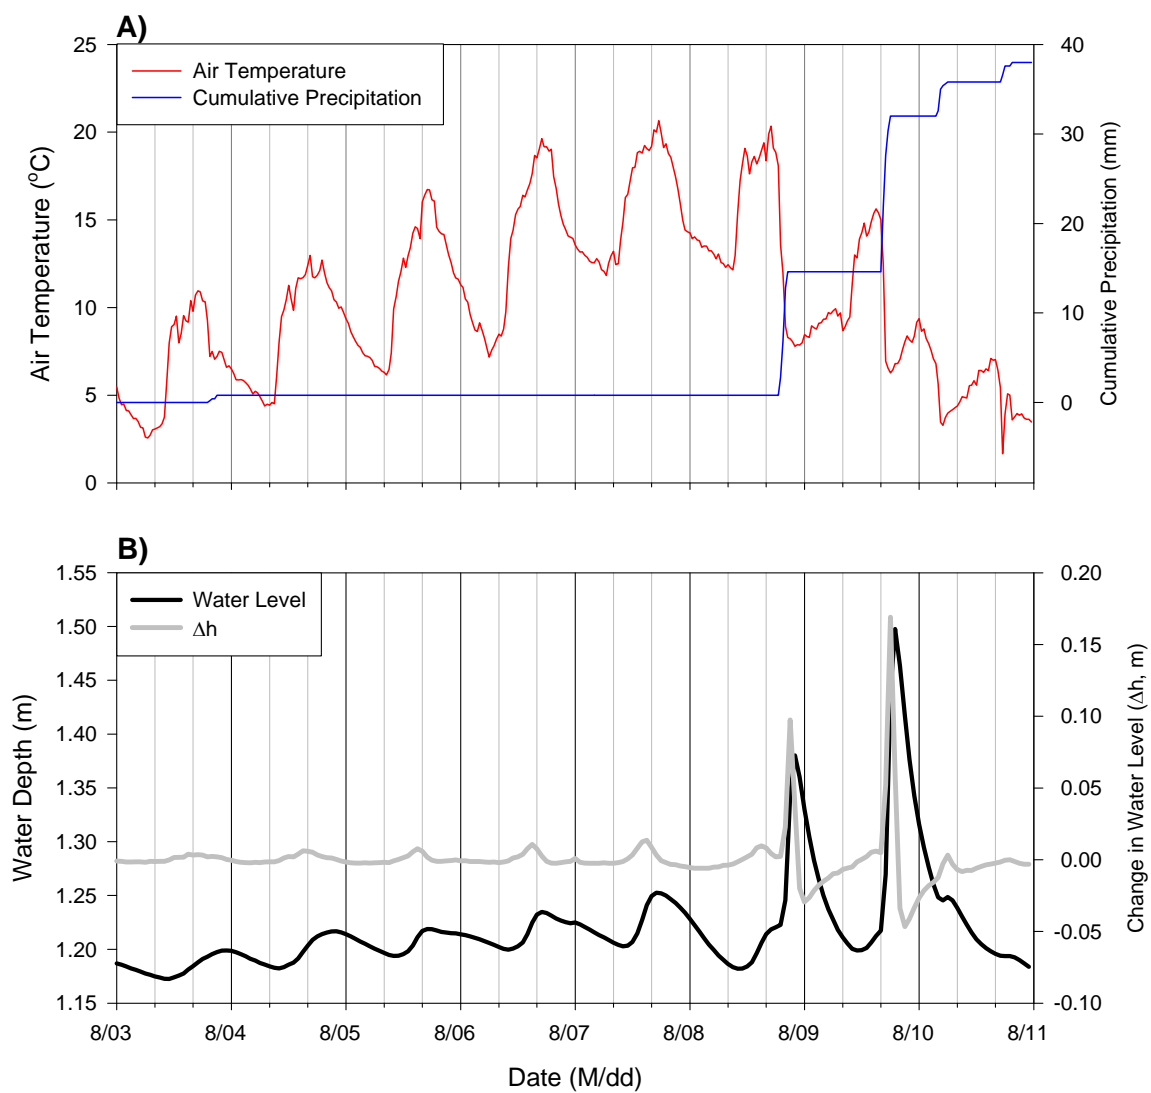 A)
25
20
15
10
5
0
Air Temperature (°C)
Air Temperature
Cumulative Precipitation
40
30
20
10
0
Cumulative Precipitation (mm)
B)
1.55
1.50
1.45
1.40
1.35
1.30
1.25
1.20
1.15
Water Depth (m)
Water Level
Δh
0.20
0.15
0.10
0.05
0.00
-0.05
-0.10
Change in Water Level (Δh, m)
8/03 8/04 8/05 8/06 8/07 8/08 8/09 8/10 8/11
Date (M/dd)